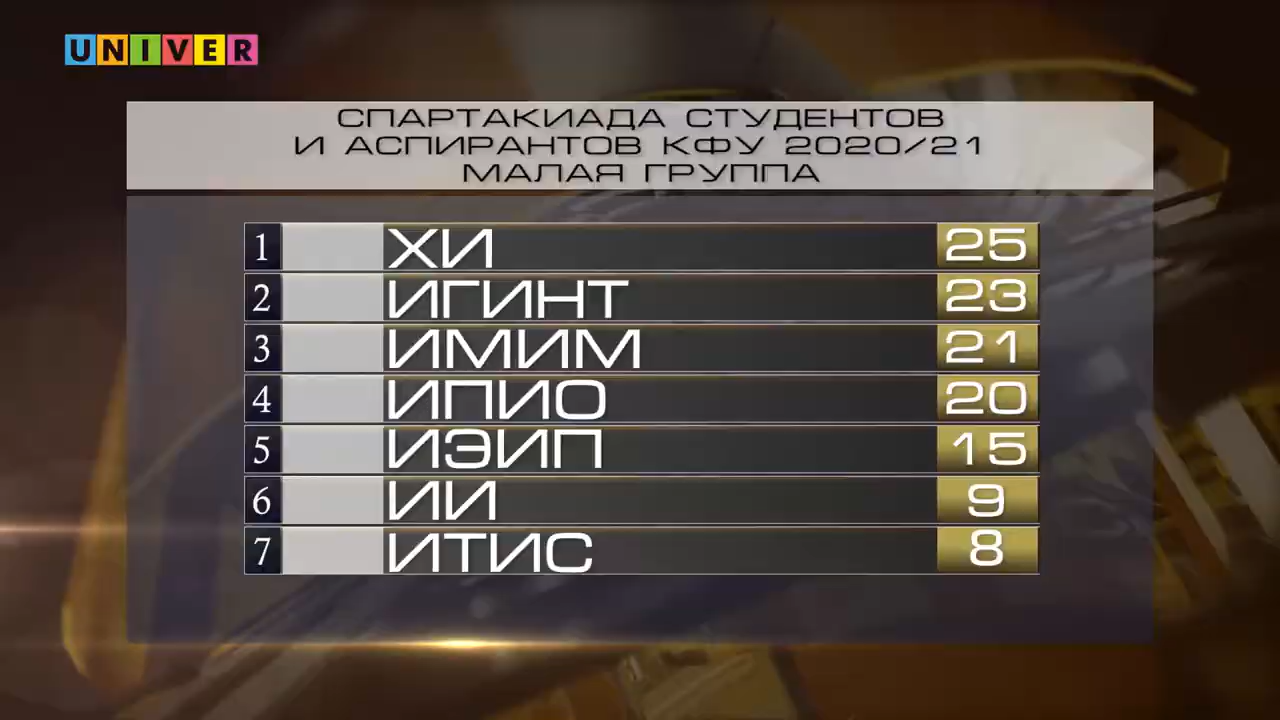 UNIVER
СПАРТАКИАДА СТУДЕНТОВ
И АСПИРАНТОВ КФУ 2020/21
МАЛАЯ ГРУППА
1 ХИ 25
2 ИГИНТ 23
3 ИМИМ 21
4 ИПИО 20
5 ИЭИП 15
6 ИИ 9
7 ИТИС 8